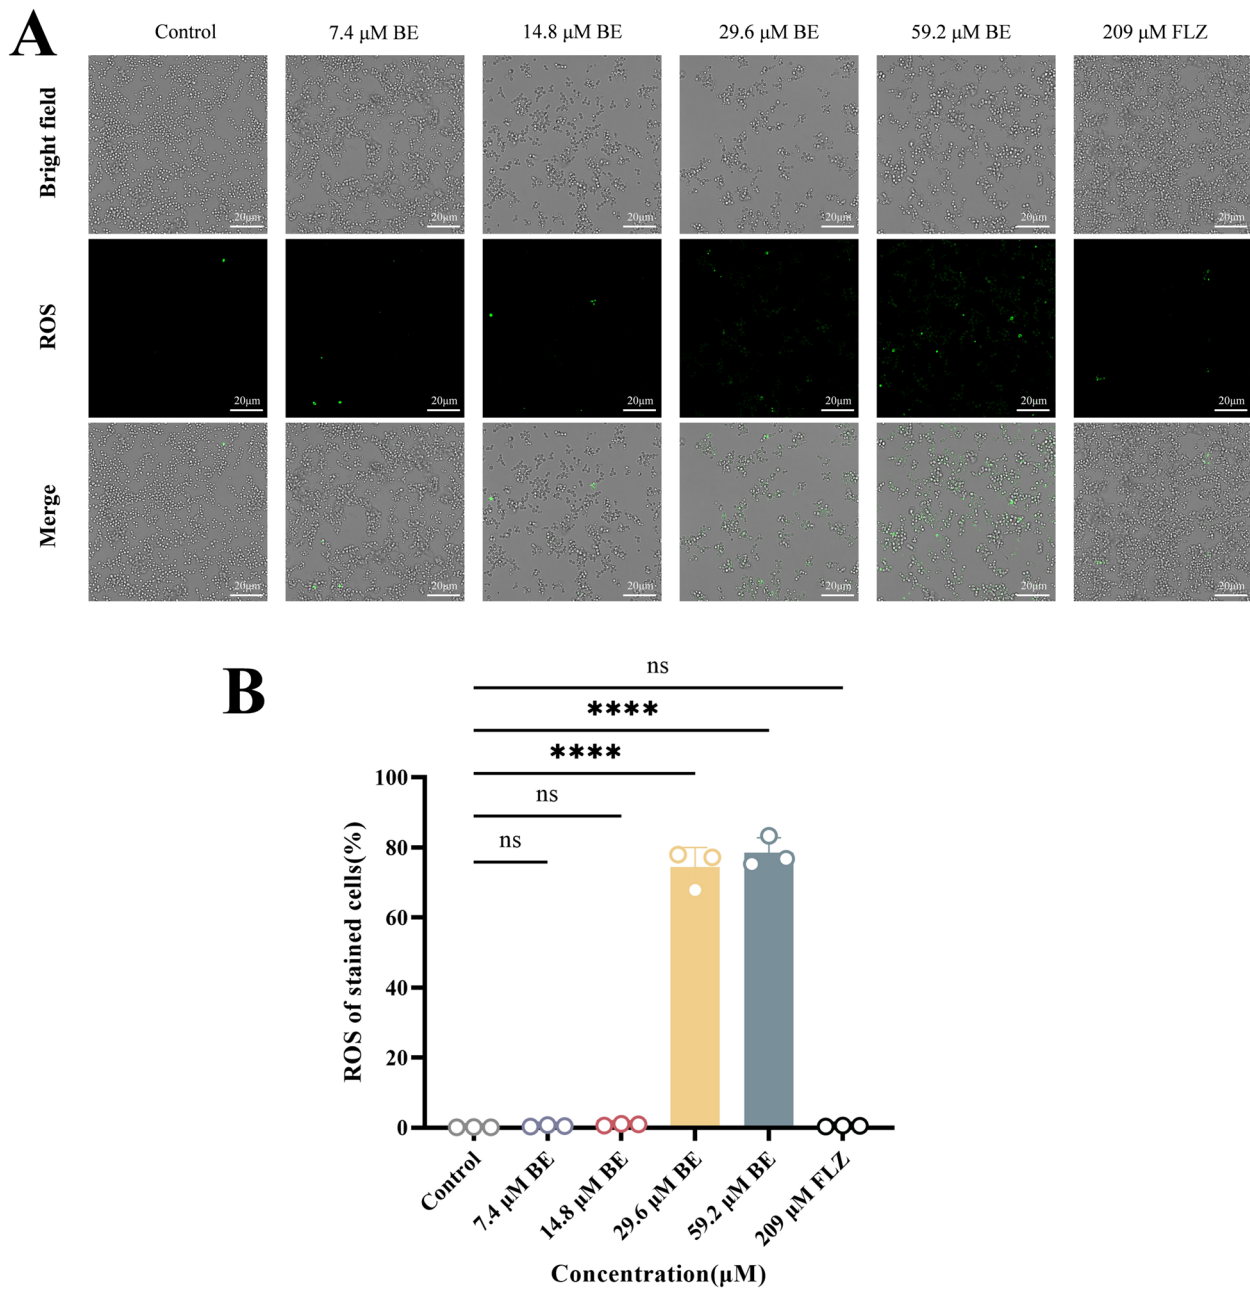 A
Control 7.4 μM BE 14.8 μM BE 29.6 μM BE 59.2 μM BE 209 μM FLZ
Bright field
20μm 20μm 20μm 20μm 20μm 20μm
ROS
20μm 20μm 20μm 20μm 20μm 20μm
Merge
20μm 20μm 20μm 20μm 20μm 20μm
B
ns
****
****
ns
ns
ROS of stained cells(%)
100
80
60
40
20
0
Control 7.4 μM BE 14.8 μM BE 29.6 μM BE 59.2 μM BE 209 μM FLZ
Concentration(μM)